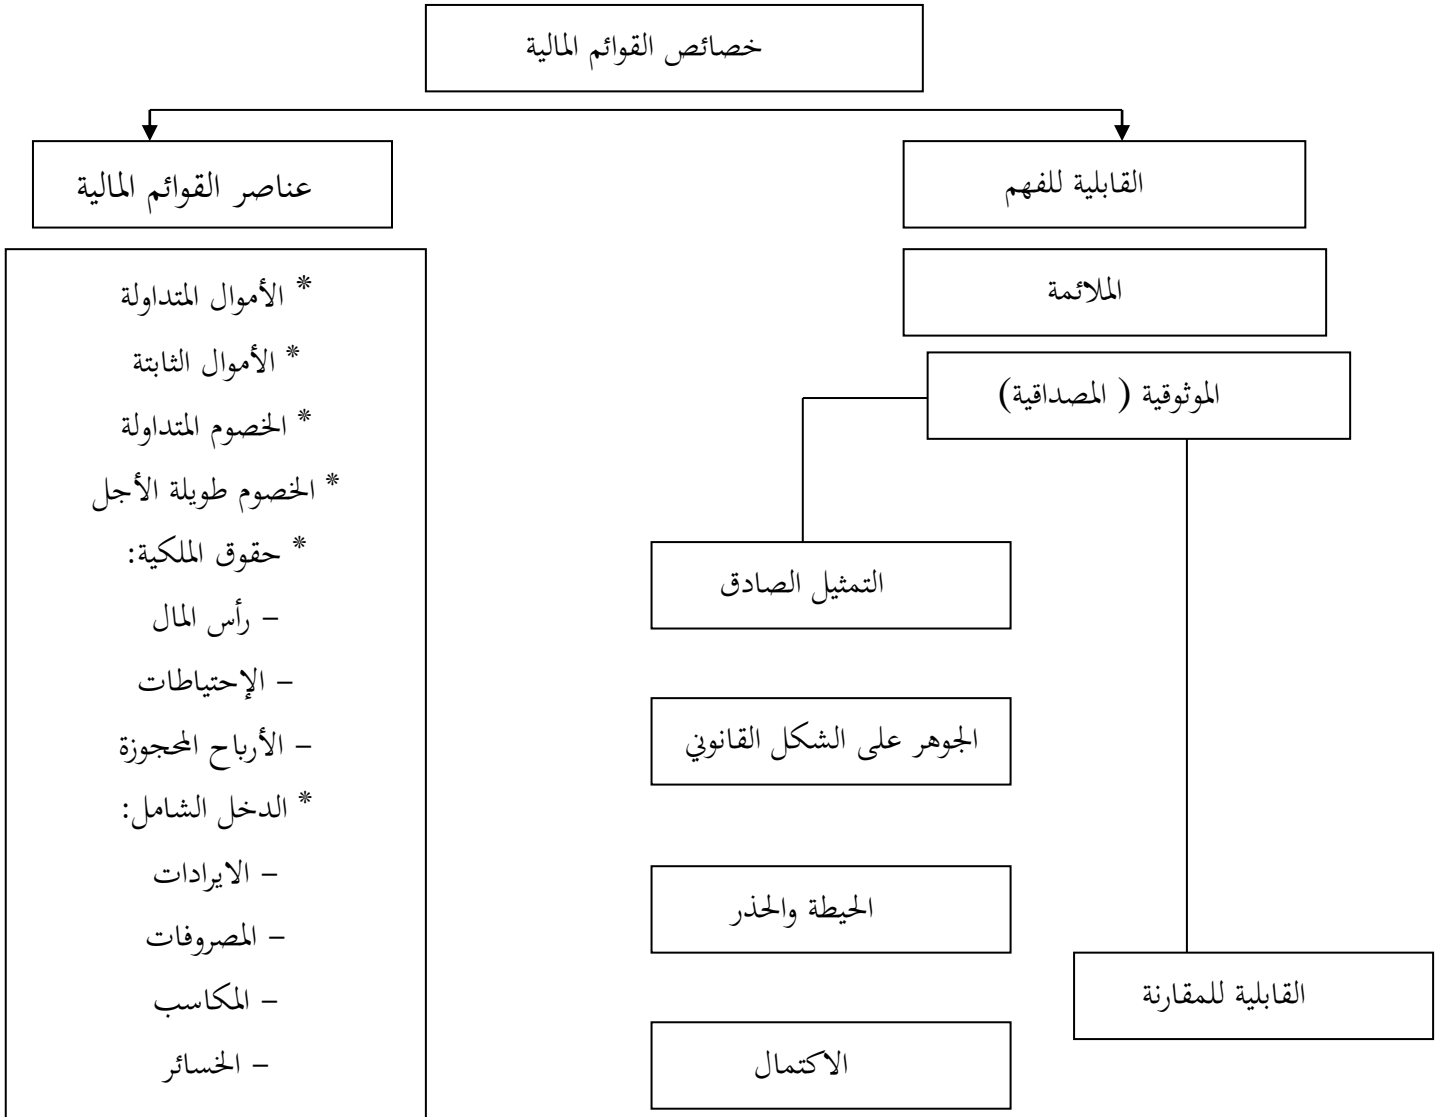 خصائص القوائم المالية
القابلية للفهم
الملائمة
الموثوقية ( المصداقية)
التمثيل الصادق
الجوهر على الشكل القانوني
الحيطة والحذر
الاكتمال
القابلية للمقارنة
عناصر القوائم المالية
* الأموال المتداولة
* الأموال الثابتة
* الخصوم المتداولة
* الخصوم طويلة الأجل
* حقوق الملكية:
– رأس المال
– الإحتياطات
– الأرباح المحجوزة
* الدخل الشامل:
– الايرادات
– المصروفات
– المكاسب
– الخسائر